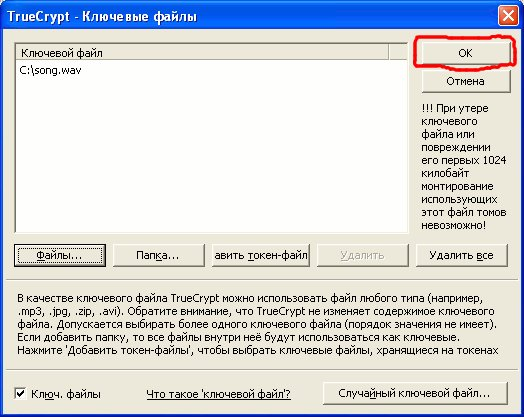 TrueCrypt - Ключевые файлы
Ключевой файл
OK
C:\song.wav
Отмена
!!! При утере
ключевого
файла или
повреждении
его первых 1024
килобайт
монтирование
использующих
этот файл томов
невозможно!
Файлы...
Папка...
авить токен-файл
Удалить
Удалить все
В качестве ключевого файла TrueCrypt можно использовать файл любого типа (например,
.mp3, .jpg, .zip, .avi). Обратите внимание, что TrueCrypt не изменяет содержимое ключевого
файла. Допускается выбирать более одного ключевого файла (порядок значения не имеет).
Если добавить папку, то все файлы внутри неё будут использоваться как ключевые.
Нажмите 'Добавить токен-файлы', чтобы выбрать ключевые файлы, хранящиеся на токенах
Ключ. файлы
Что такое 'ключевой файл'?
Случайный ключевой файл...